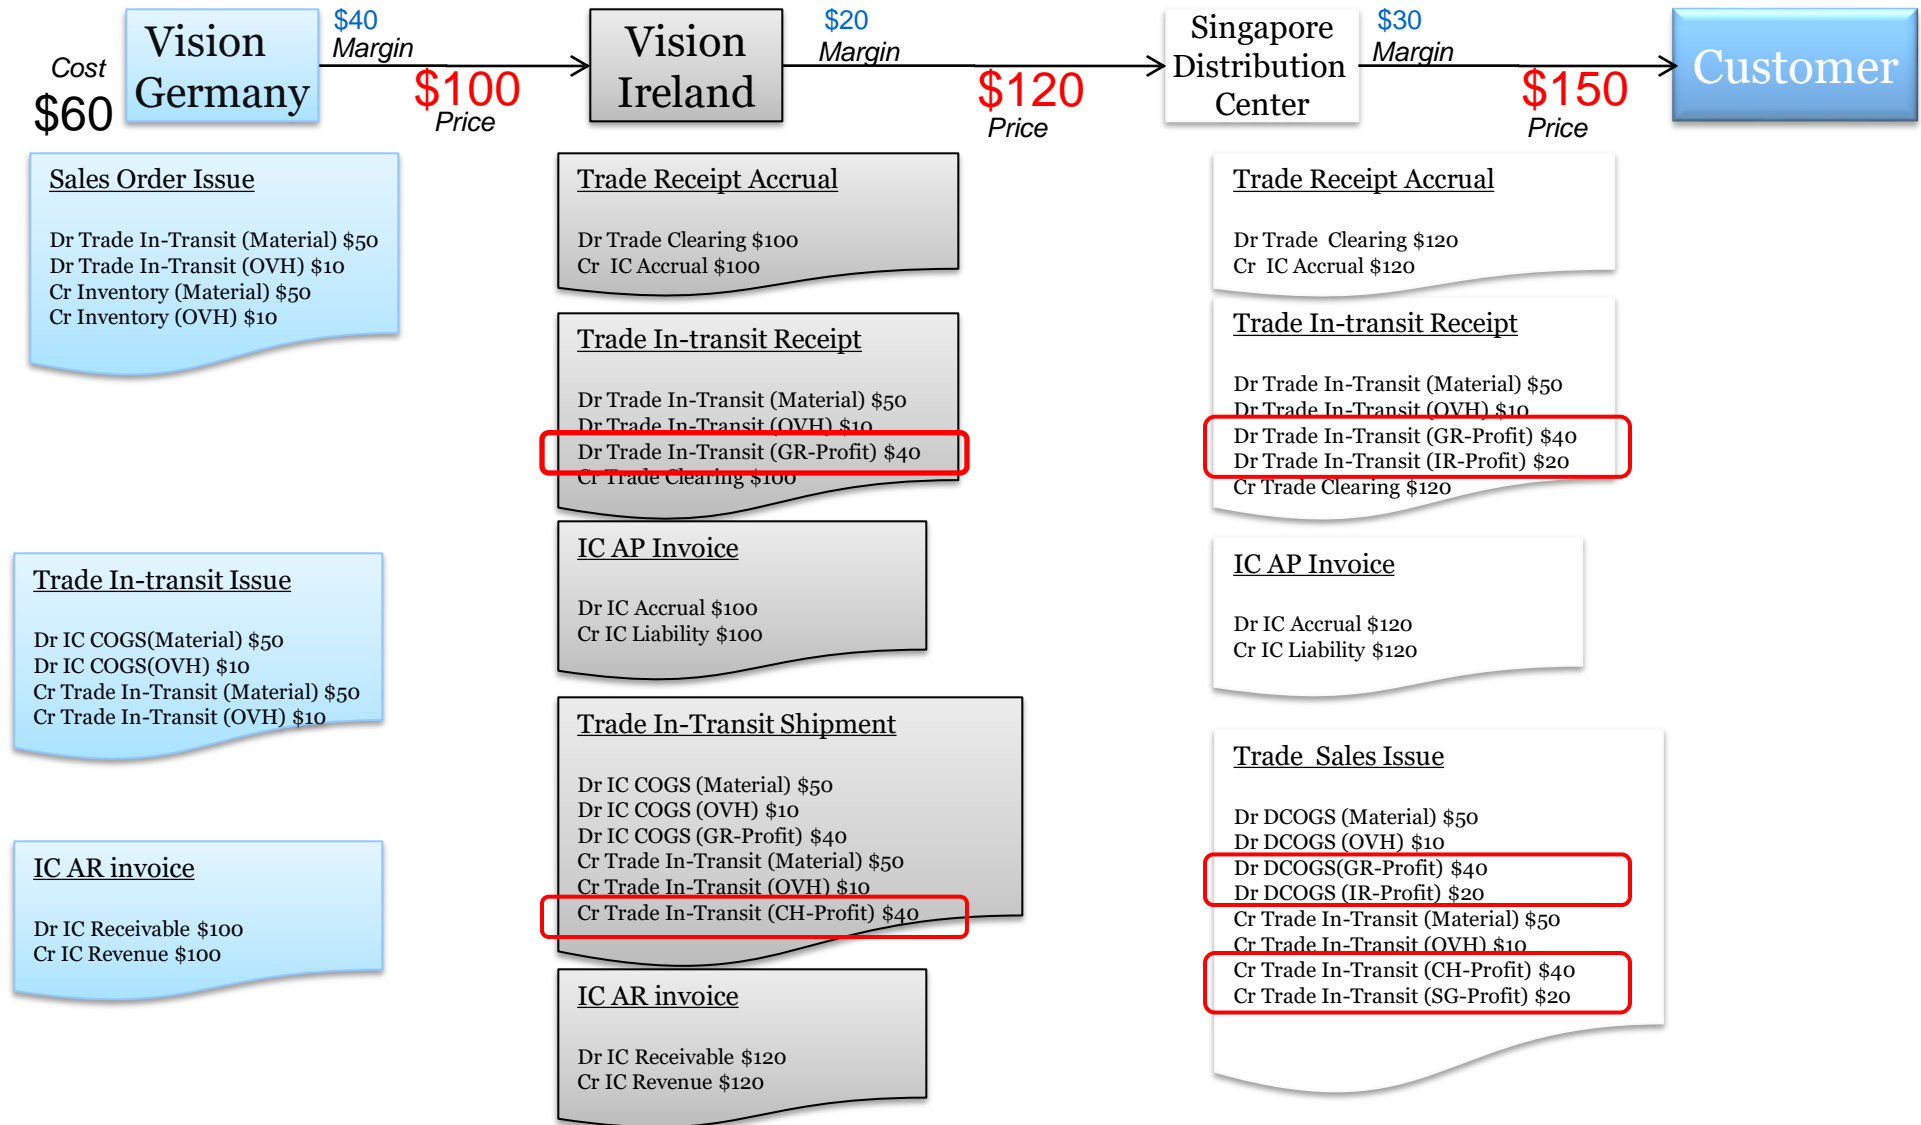 Cost
$60
Vision
Germany
$40
Margin
$100
Price
Vision
Ireland
$20
Margin
$120
Price
Singapore
Distribution
Center
$30
Margin
$150
Price
Customer
Sales Order Issue
Dr Trade In-Transit (Material) $50
Dr Trade In-Transit (OVH) $10
Cr Inventory (Material) $50
Cr Inventory (OVH) $10
Trade In-transit Issue
Dr IC COGS(Material) $50
Dr IC COGS(OVH) $10
Cr Trade In-Transit (Material) $50
Cr Trade In-Transit (OVH) $10
IC AR invoice
Dr IC Receivable $100
Cr IC Revenue $100
Trade Receipt Accrual
Dr Trade Clearing $100
Cr IC Accrual $100
Trade In-transit Receipt
Dr Trade In-Transit (Material) $50
Dr Trade In-Transit (OVH) $10
Dr Trade In-Transit (GR-Profit) $40
Cr Trade Clearing $100
IC AP Invoice
Dr IC Accrual $100
Cr IC Liability $100
Trade In-Transit Shipment
Dr IC COGS (Material) $50
Dr IC COGS (OVH) $10
Dr IC COGS (GR-Profit) $40
Cr Trade In-Transit (Material) $50
Cr Trade In-Transit (OVH) $10
Cr Trade In-Transit (CH-Profit) $40
IC AR invoice
Dr IC Receivable $120
Cr IC Revenue $120
Trade Receipt Accrual
Dr Trade Clearing $120
Cr IC Accrual $120
Trade In-transit Receipt
Dr Trade In-Transit (Material) $50
Dr Trade In-Transit (OVH) $10
Dr Trade In-Transit (GR-Profit) $40
Dr Trade In-Transit (IR-Profit) $20
Cr Trade Clearing $120
IC AP Invoice
Dr IC Accrual $120
Cr IC Liability $120
Trade Sales Issue
Dr DCOGS (Material) $50
Dr DCOGS (OVH) $10
Dr DCOGS(GR-Profit) $40
Dr DCOGS (IR-Profit) $20
Cr Trade In-Transit (Material) $50
Cr Trade In-Transit (OVH) $10
Cr Trade In-Transit (CH-Profit) $40
Cr Trade In-Transit (SG-Profit) $20